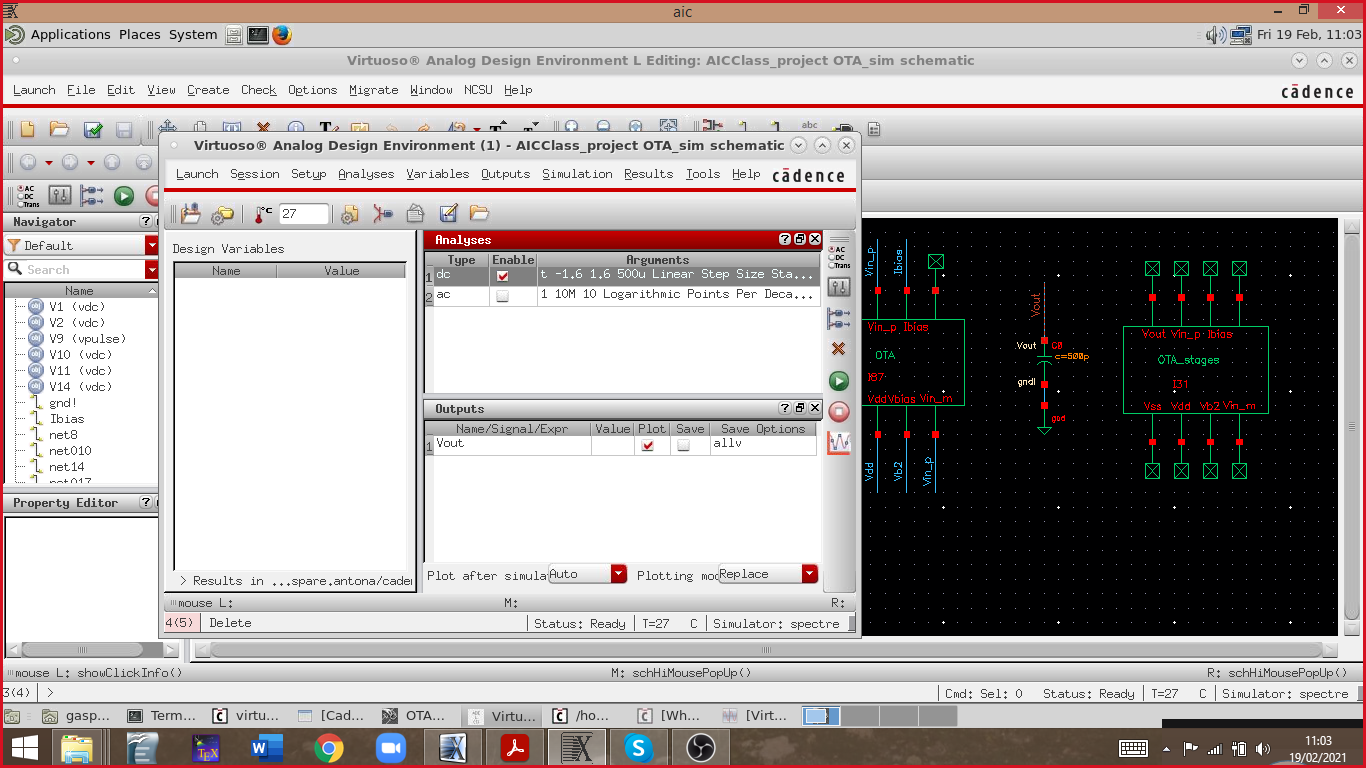 aic
Applications Places System
Fri 19 Feb, 11:03
Virtuoso® Analog Design Environment L Editing: AICClass_project OTA_sim schematic
Launch File Edit View Create Check Options Migrate Window NCSU Help
cādence
abc
AC
DC
Trans
Navigator ?
Default
Search
Name
V1 (vdc)
V2 (vdc)
V9 (vpulse)
V10 (vdc)
V11 (vdc)
V14 (vdc)
gnd!
Ibias
net8
net010
net14
net017
Property Editor ?
Virtuoso® Analog Design Environment (1) - AICClass_project OTA_sim schematic
Launch Session Setup Analyses Variables Outputs Simulation Results Tools Help
cādence
°C 27
Design Variables
Name Value
> Results in ...spare.antona/cade
Analyses ?
Type Enable Arguments
1 dc t -1.6 1.6 500u Linear Step Size Sta...
2 ac 1 10M 10 Logarithmic Points Per Deca...
Outputs ?
Name/Signal/Expr Value Plot Save Save Options
1 Vout allv
Plot after simula Auto Plotting mo Replace
AC
DC
Trans
mouse L: M: R:
4(5) Delete Status: Ready T=27 C Simulator: spectre
Vin_p Ibias
Vin_p Ibias
OTA
I87
Vdd Vbias Vin_m
Vdd Vb2 Vin_p
Vout
Vout C0
c=500p
gnd!
gnd
Vout Vin_p Ibias
OTA_stages
I31
Vss Vdd Vb2 Vin_m
mouse L: showClickInfo() M: schHiMousePopUp() R: schHiMousePopUp()
3(4) > Cmd: Sel: 0 Status: Ready T=27 C Simulator: spectre
gasp... Term... virtu... [Cad... OTA... Virtu... /ho... [Wh... [Virt...
11:03
19/02/2021